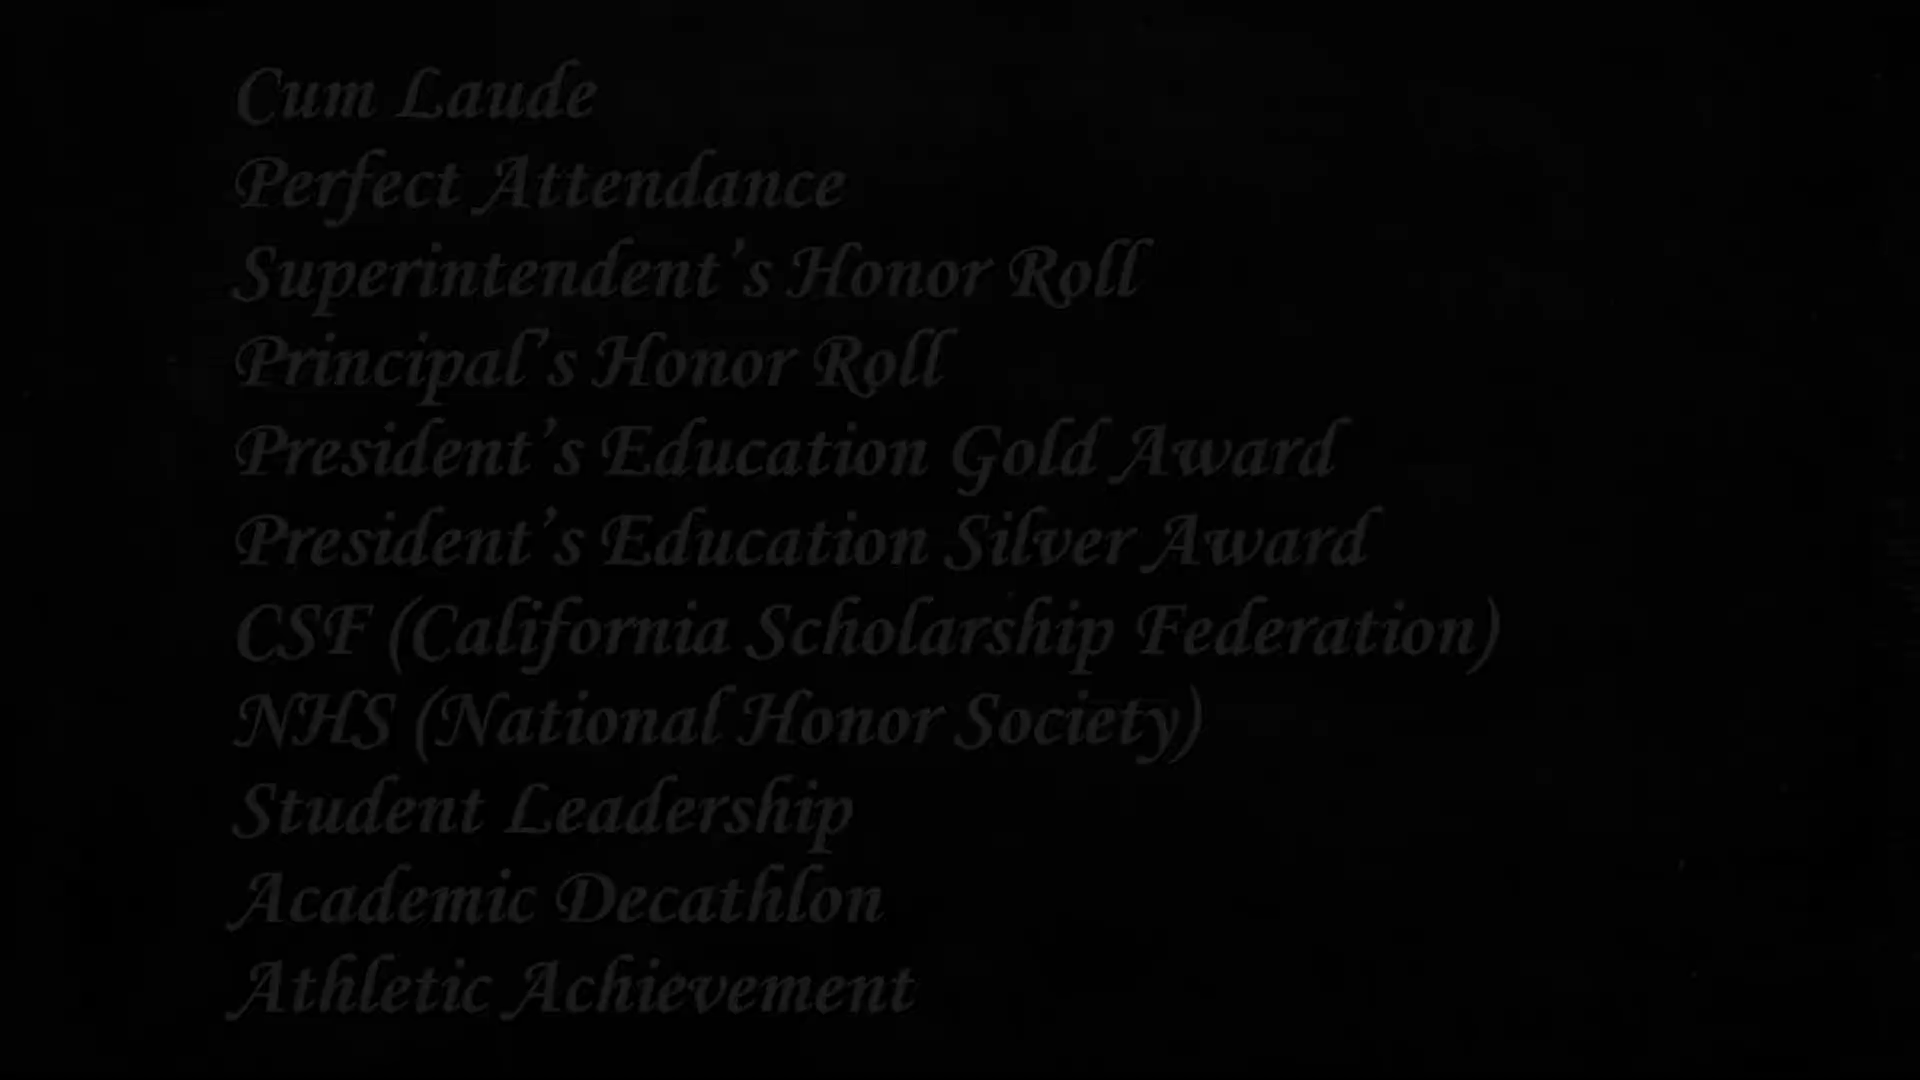 Cum Laude
Perfect Attendance
Superintendent’s Honor Roll
Principal’s Honor Roll
President’s Education Gold Award
President’s Education Silver Award
CSF (California Scholarship Federation)
NHS (National Honor Society)
Student Leadership
Academic Decathlon
Athletic Achievement